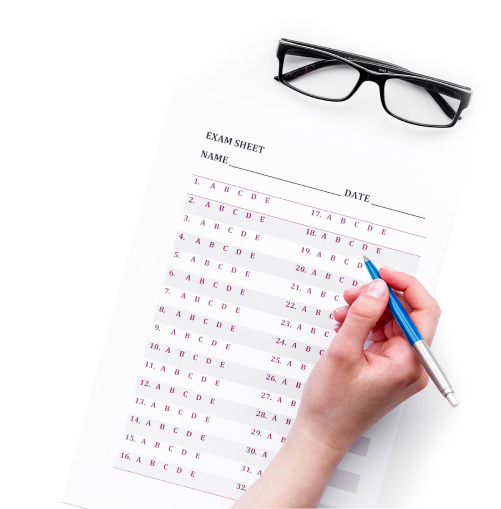 EXAM SHEET
NAME
DATE
1. A B C D E
2. A B C D E
3. A B C D E
4. A B C D E
5. A B C D E
6. A B C D E
7. A B C D E
8. A B C D E
9. A B C D E
10. A B C D E
11. A B C D E
12. A B C D E
13. A B C D E
14. A B C D E
15. A B C D E
16. A B C D E
17. A B C D E
18. A B C D E
19. A B C D
20. A B C D
21. A B C
22. A B C
23. A B C
24. A B C
25. A B
26. A B
27. A B
28. A B
29. A
30. A
31. A
32.